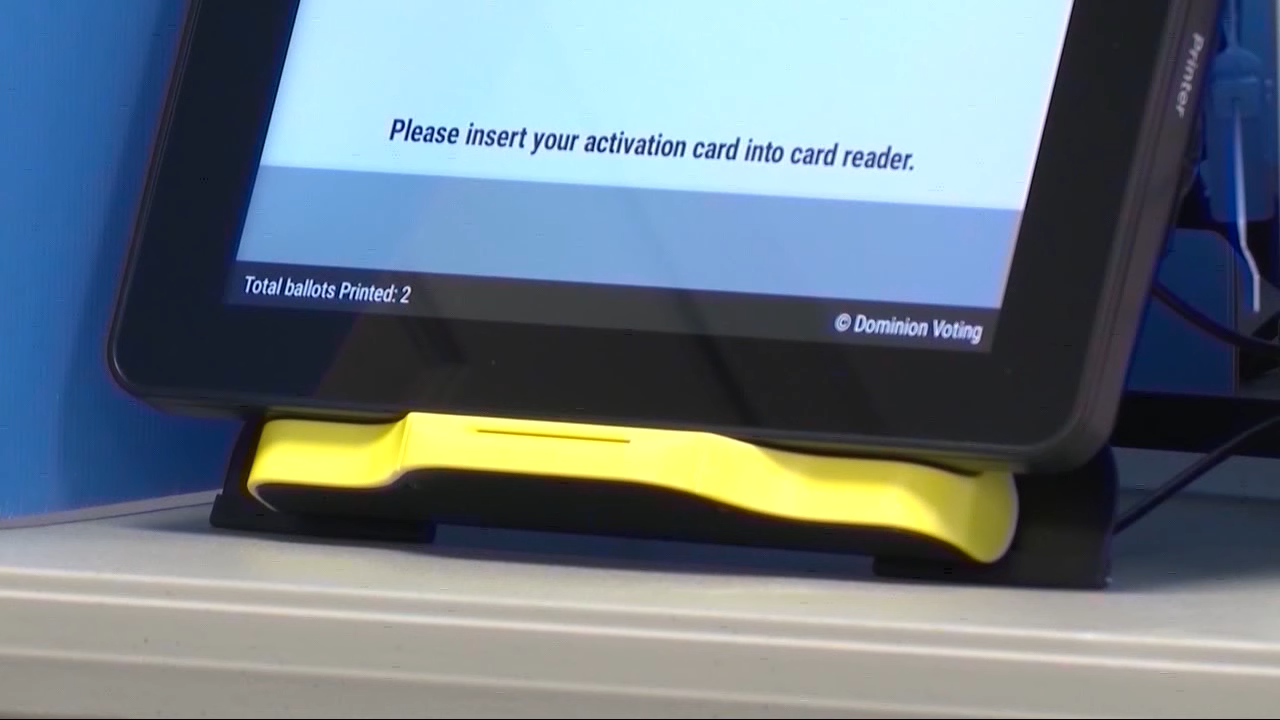 Printer
Please insert your activation card into card reader.
Total ballots Printed: 2
© Dominion Voting